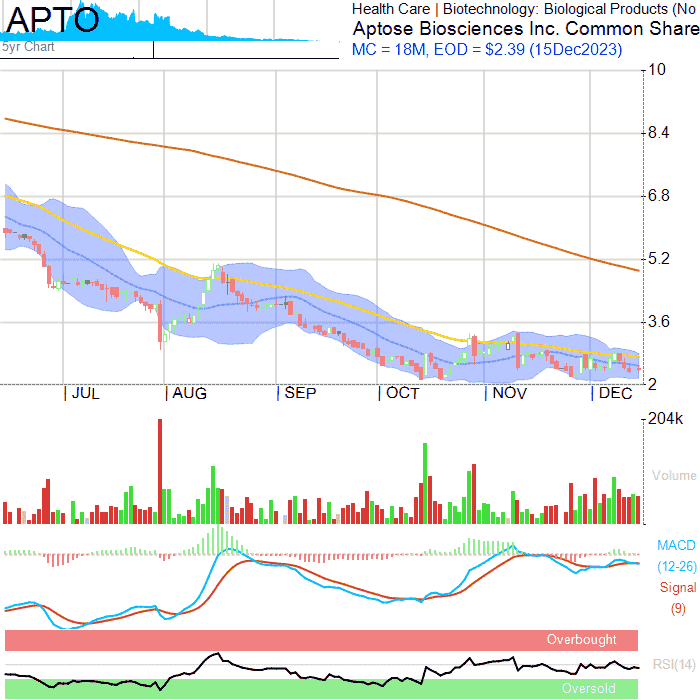 APTO
5yr Chart
Health Care | Biotechnology: Biological Products (No
Aptose Biosciences Inc. Common Share
MC = 18M, EOD = $2.39 (15Dec2023)
10
8.4
6.8
5.2
3.6
2
JUL
AUG
SEP
OCT
NOV
DEC
204k
Volume
MACD
(12-26)
Signal
(9)
Overbought
RSI(14)
Oversold